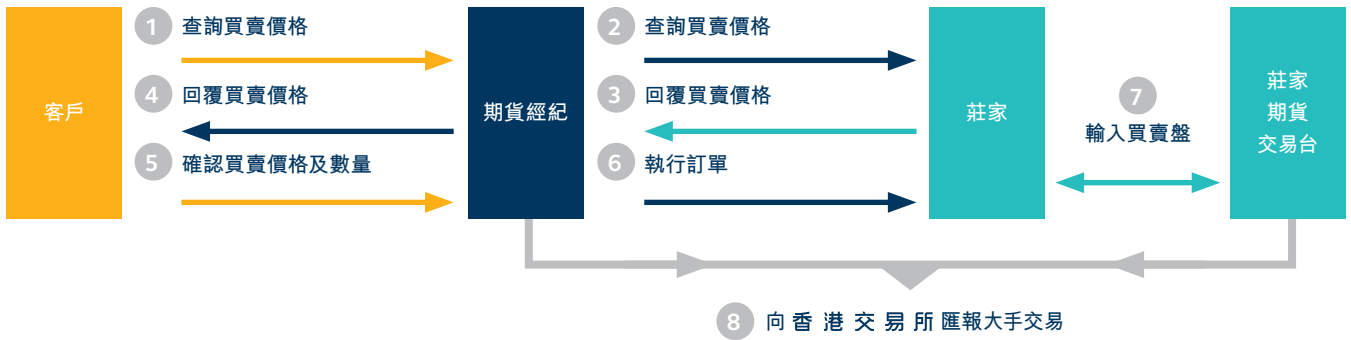 1 查詢買賣價格
2 查詢買賣價格
4 回覆買賣價格
3 回覆買賣價格
7
客戶
期貨經紀
莊家
莊家
期貨
交易台
輸入買賣盤
5 確認買賣價格及數量
6 執行訂單
8 向香港交易所匯報大手交易